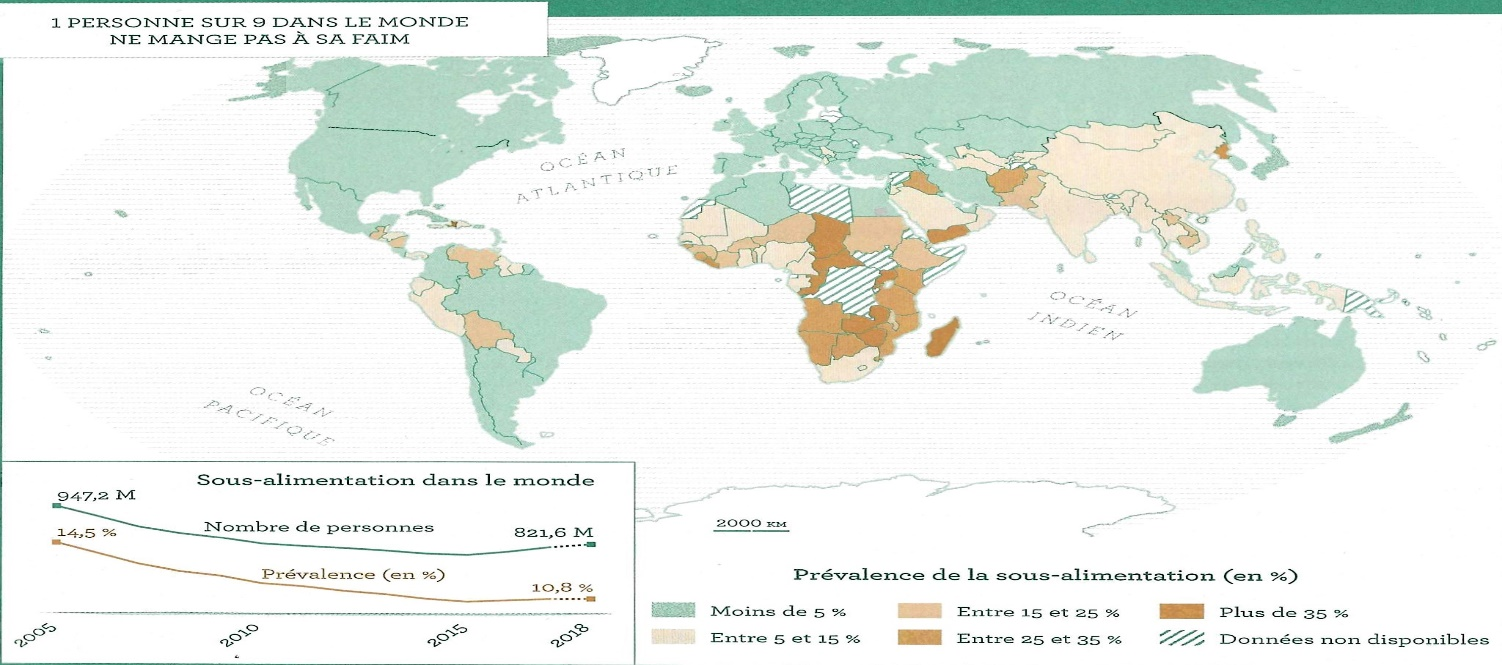 1 PERSONNE SUR 9 DANS LE MONDE
NE MANGE PAS À SA FAIM
OCÉAN
ATLANTIQUE
OCÉAN
INDIEN
OCÉAN
PACIFIQUE
Sous-alimentation dans le monde
947,2 M
Nombre de personnes
821,6 M
14,5 %
Prévalence (en %)
10,8 %
2005
2010
2015
2018
2000 KM
Prévalence de la sous-alimentation (en %)
Moins de 5 %
Entre 15 et 25 %
Plus de 35 %
Entre 5 et 15 %
Entre 25 et 35 %
Données non disponibles